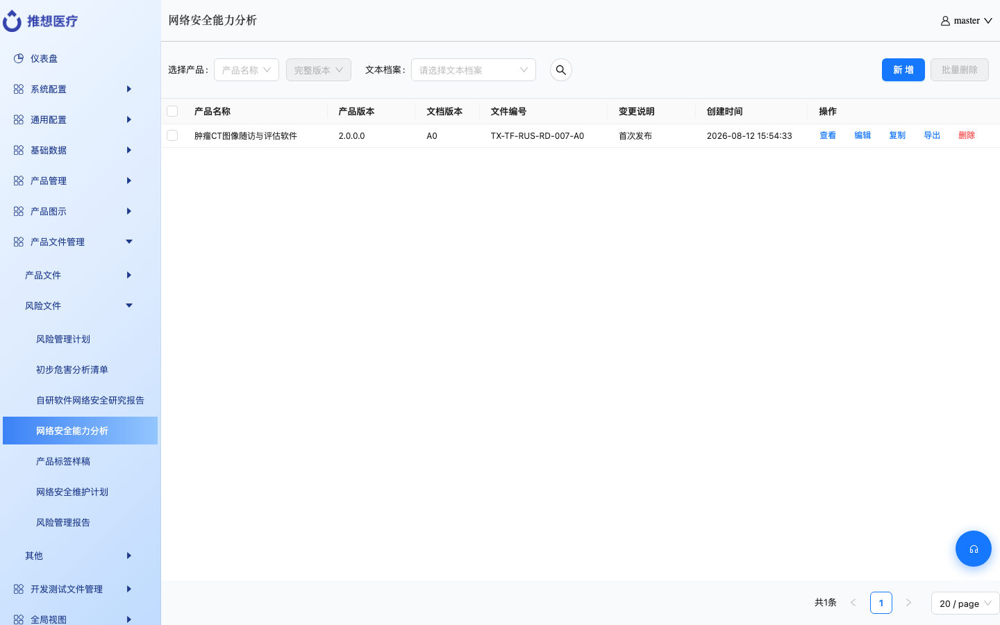 推想医疗
仪表盘
系统配置
通用配置
基础数据
产品管理
产品图示
产品文件管理
产品文件
风险文件
风险管理计划
初步危害分析清单
自研软件网络安全研究报告
网络安全能力分析
产品标签样稿
网络安全维护计划
风险管理报告
其他
开发测试文件管理
全局视图
网络安全能力分析
master
选择产品： 产品名称 完整版本 文本档案： 请选择文本档案 新 增 批量删除
产品名称 产品版本 文档版本 文件编号 变更说明 创建时间 操作
肿瘤CT图像随访与评估软件 2.0.0.0 A0 TX-TF-RUS-RD-007-A0 首次发布 2026-08-12 15:54:33 查看 编辑 复制 导出 删除
共1条 1 20 / page